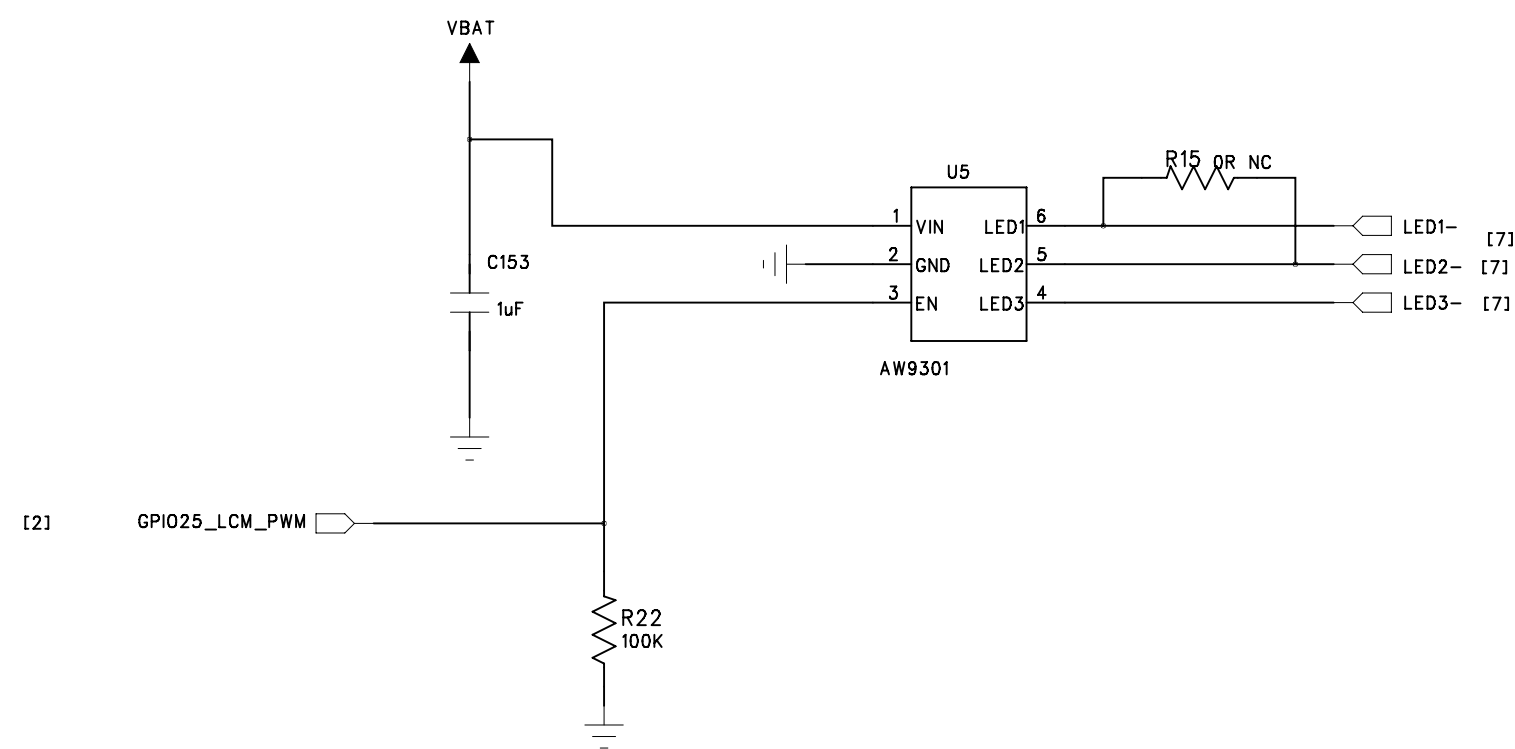 VBAT
U5
R15 0R NC
1 VIN LED1 6
LED1- [7]
2 GND LED2 5
LED2- [7]
3 EN LED3 4
LED3- [7]
C153
1uF
AW9301
[2] GPIO25_LCM_PWM
R22
100K